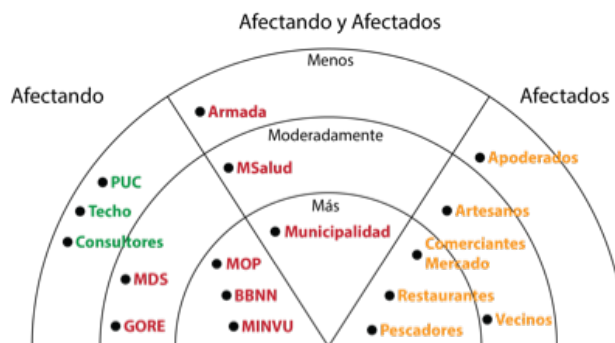 Afectando y Afectados
Menos
Afectando
Afectados
Armada
Moderadamente
Apoderados
MSalud
PUC
Más
Techo
Artesanos
Municipalidad
Consultores
Comerciantes
Mercado
MOP
MDS
BBNN
Restaurantes
GORE
MINVU
Pescadores
Vecinos